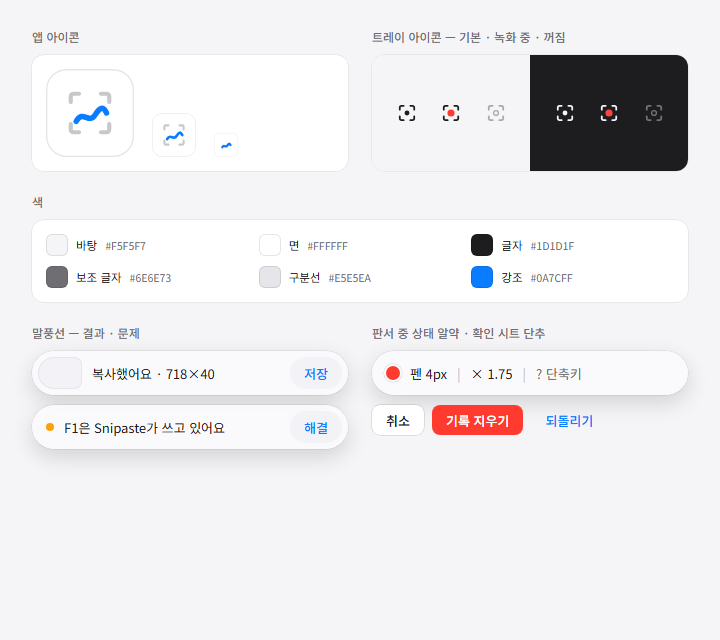 앱 아이콘
트레이 아이콘 — 기본 · 녹화 중 · 꺼짐
색
바탕 #F5F5F7
면 #FFFFFF
글자 #1D1D1F
보조 글자 #6E6E73
구분선 #E5E5EA
강조 #0A7CFF
말풍선 — 결과 · 문제
판서 중 상태 알약 · 확인 시트 단추
복사했어요 · 718×40 저장
펜 4px | × 1.75 | ? 단축키
F1은 Snipaste가 쓰고 있어요 해결
취소 기록 지우기 되돌리기